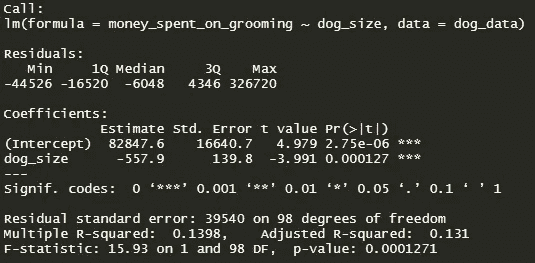 Call:
lm(formula = money_spent_on_grooming ~ dog_size, data = dog_data)
Residuals:
Min 1Q Median 3Q Max
-44526 -16520 -6048 4346 326720
Coefficients:
Estimate Std. Error t value Pr(>|t|)
(Intercept) 82847.6 16640.7 4.979 2.75e-06 ***
dog_size -557.9 139.8 -3.991 0.000127 ***
---
Signif. codes: 0 ‘***’ 0.001 ‘**’ 0.01 ‘*’ 0.05 ‘.’ 0.1 ‘ ’ 1
Residual standard error: 39540 on 98 degrees of freedom
Multiple R-squared: 0.1398, Adjusted R-squared: 0.131
F-statistic: 15.93 on 1 and 98 DF, p-value: 0.0001271